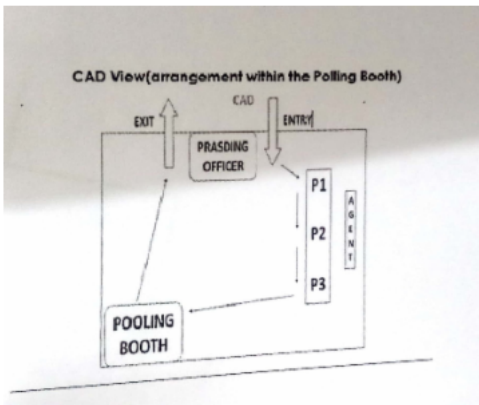 CAD View(arrangement within the Polling Booth)
CAD
EXIT
ENTRY
PRASDING
OFFICER
P1
P2
P3
AGENT
POOLING
BOOTH